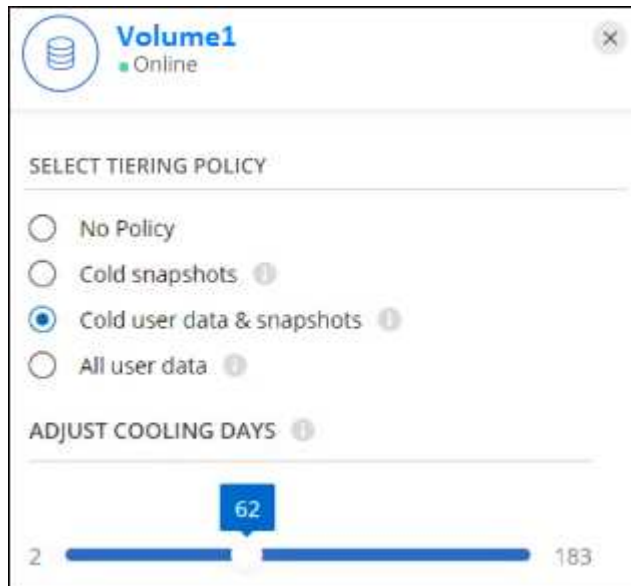 Volume1
Online
SELECT TIERING POLICY
No Policy
Cold snapshots
Cold user data & snapshots
All user data
ADJUST COOLING DAYS
62
2 183